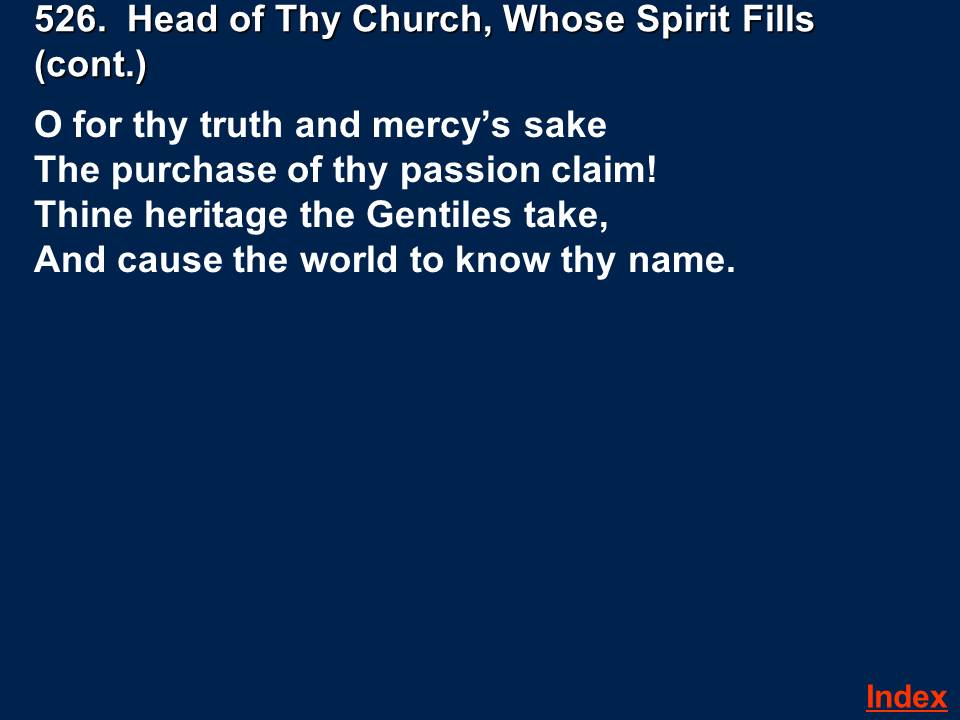 526.  Head of Thy Church, Whose Spirit Fills
(cont.)
O for thy truth and mercy’s sake
The purchase of thy passion claim!
Thine heritage the Gentiles take,
And cause the world to know thy name.
Index